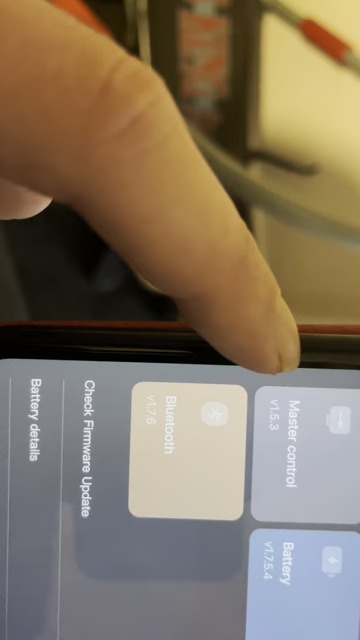 Master control
v1.5.3
Battery
v1.7.5.4
Bluetooth
v1.7.6
Check Firmware Update
Battery details